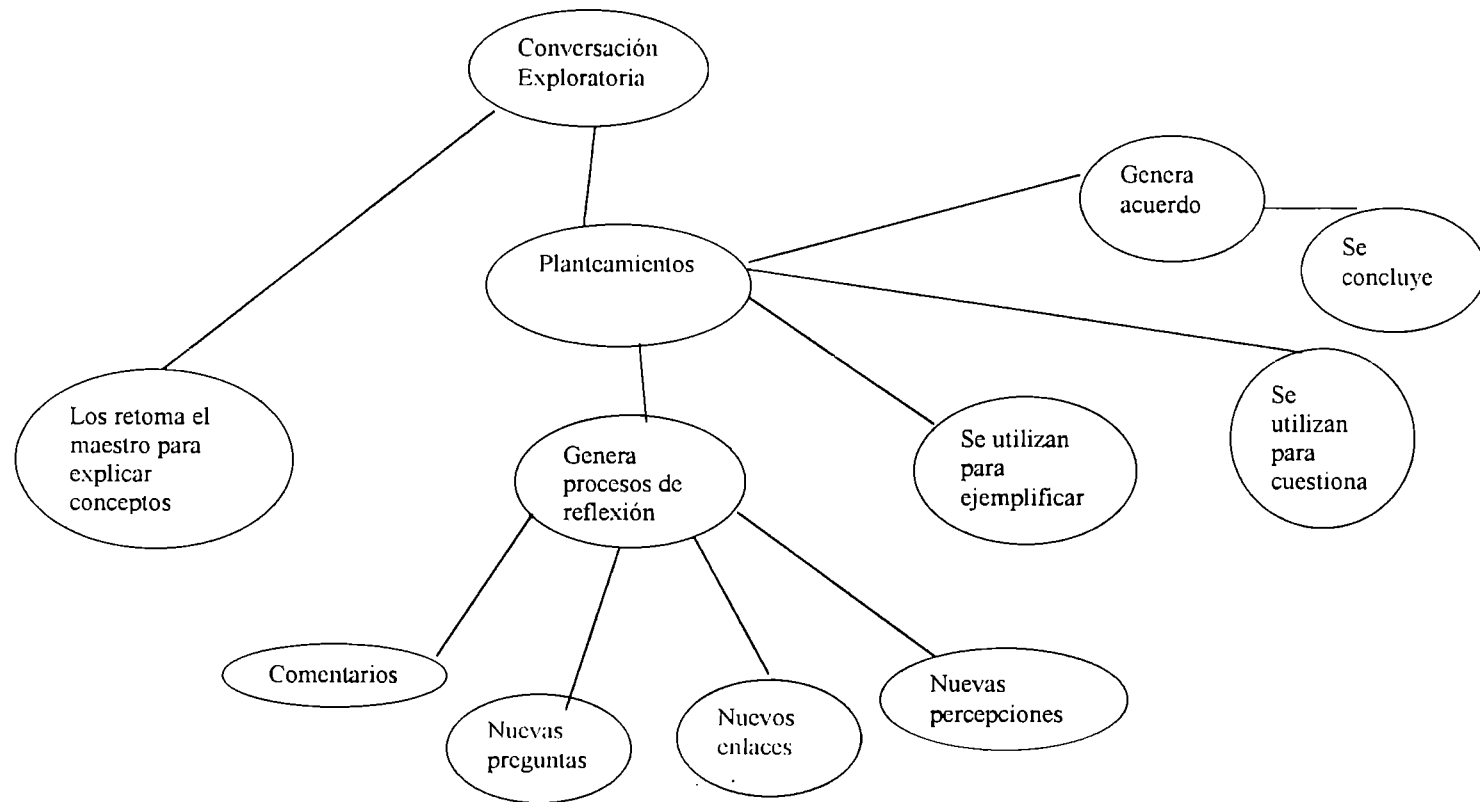 Conversación
Exploratoria
Genera
acuerdo
Planteamientos
Se
concluye
Los retoma el
maestro para
explicar
conceptos
Genera
procesos de
reflexión
Se utilizan
para
ejemplificar
Se
utilizan
para
cuestiona
Comentarios
Nuevas
preguntas
Nuevos
enlaces
Nuevas
percepciones